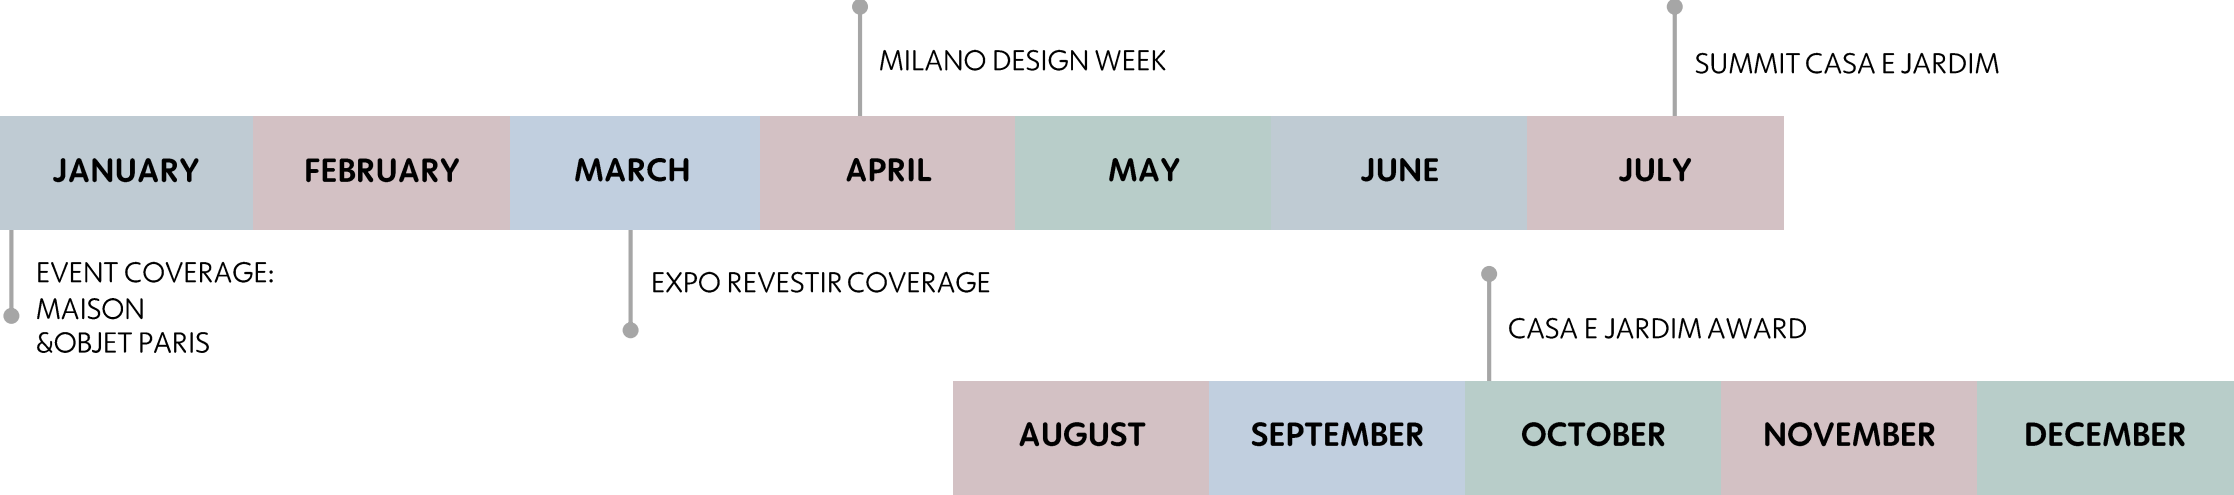 MILANO DESIGN WEEK
SUMMIT CASA E JARDIM
JANUARY
FEBRUARY
MARCH
APRIL
MAY
JUNE
JULY
EVENT COVERAGE:
MAISON
&OBJET PARIS
EXPO REVESTIR COVERAGE
CASA E JARDIM AWARD
AUGUST
SEPTEMBER
OCTOBER
NOVEMBER
DECEMBER